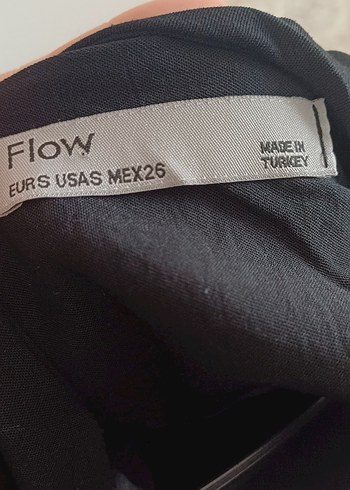 Flow
EUR S USA S MEX 26
MADE IN
TURKEY